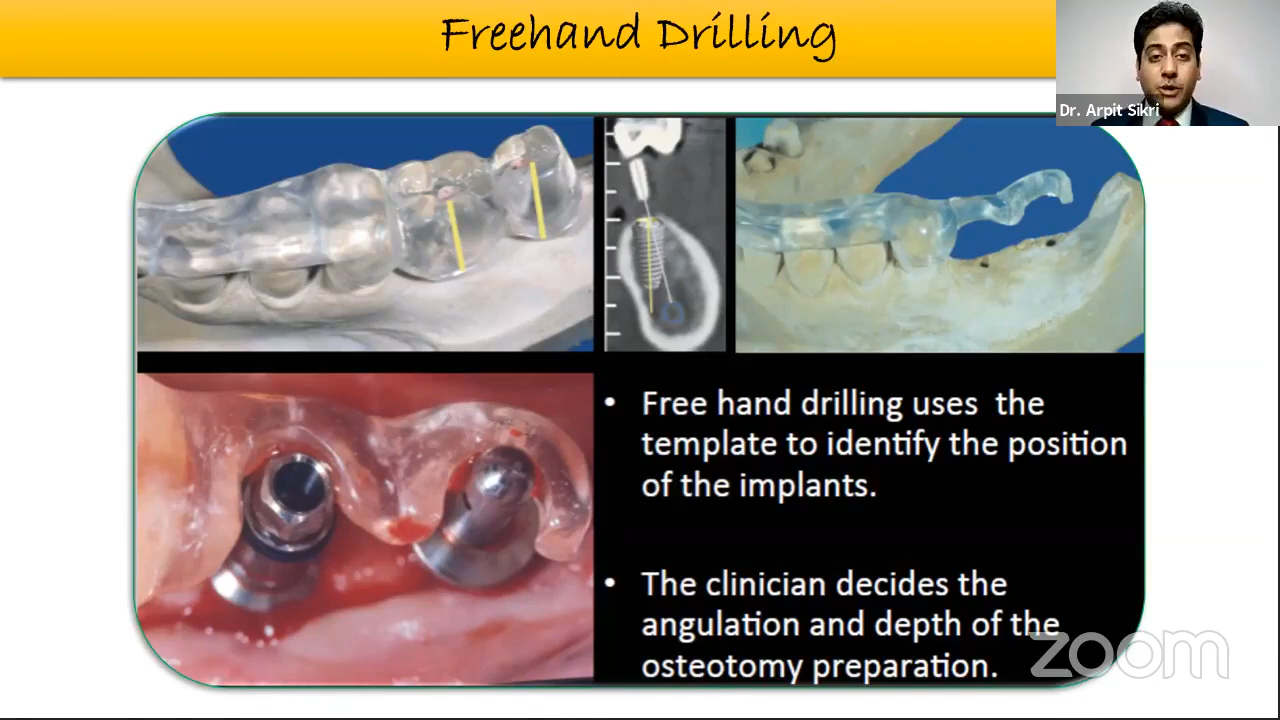 Freehand Drilling
Dr. Arpit Sikri
• Free hand drilling uses the
template to identify the position
of the implants.
• The clinician decides the
angulation and depth of the
osteotomy preparation.
zoom